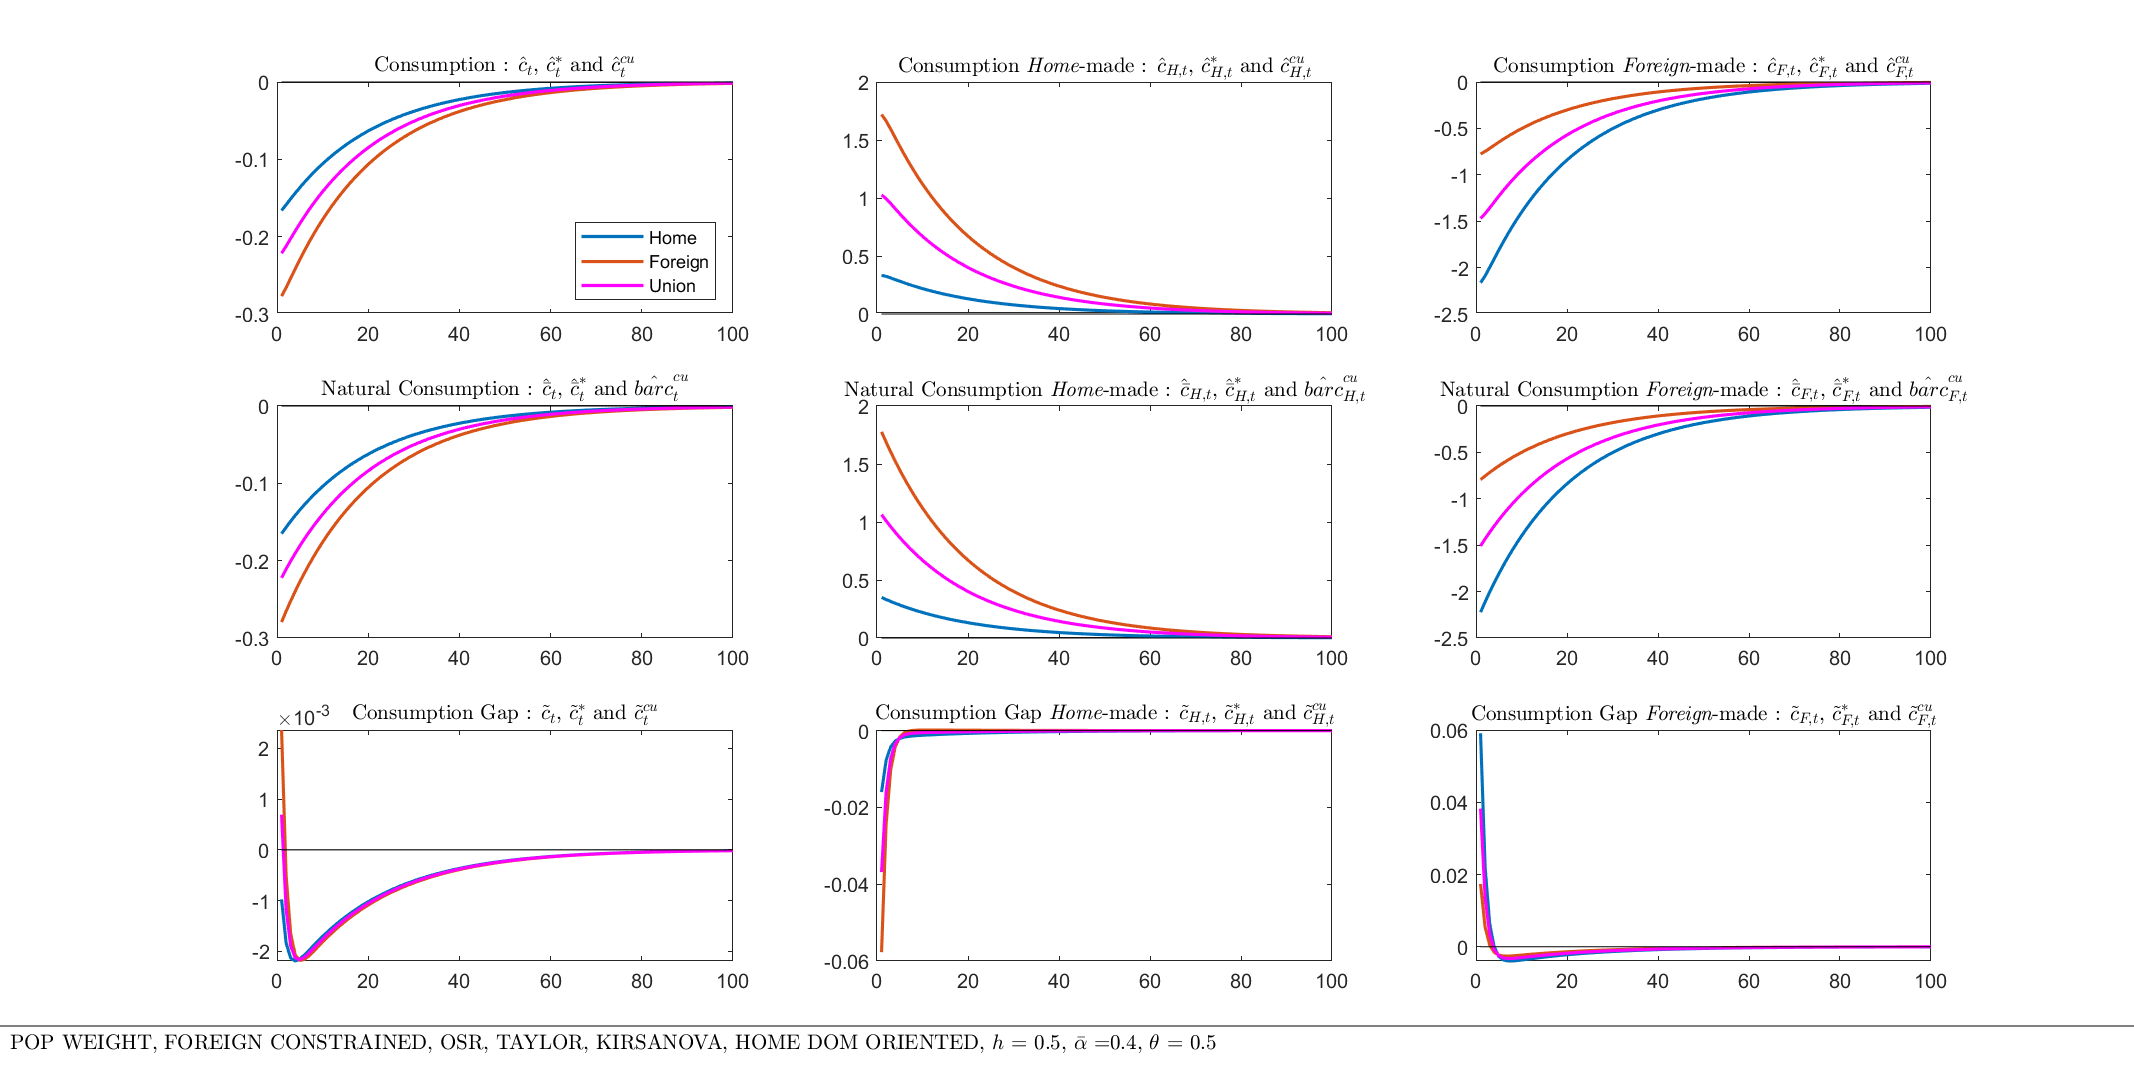 Consumption : ĉ_t, ĉ*_t and ĉ^cu_t
0
-0.1
-0.2
-0.3
0 20 40 60 80 100
Home
Foreign
Union
Consumption Home-made : ĉ_H,t, ĉ*_H,t and ĉ^cu_H,t
2
1.5
1
0.5
0
0 20 40 60 80 100
Consumption Foreign-made : ĉ_F,t, ĉ*_F,t and ĉ^cu_F,t
0
-0.5
-1
-1.5
-2
-2.5
0 20 40 60 80 100
Natural Consumption : c̄̂_t, c̄̂*_t and bar̂c^cu_t
0
-0.1
-0.2
-0.3
0 20 40 60 80 100
Natural Consumption Home-made : c̄̂_H,t, c̄̂*_H,t and bar̂c^cu_H,t
2
1.5
1
0.5
0
0 20 40 60 80 100
Natural Consumption Foreign-made : c̄̂_F,t, c̄̂*_F,t and bar̂c^cu_F,t
0
-0.5
-1
-1.5
-2
-2.5
0 20 40 60 80 100
Consumption Gap : c̃_t, c̃*_t and c̃^cu_t
×10^-3
2
1
0
-1
-2
0 20 40 60 80 100
Consumption Gap Home-made : c̃_H,t, c̃*_H,t and c̃^cu_H,t
0
-0.02
-0.04
-0.06
0 20 40 60 80 100
Consumption Gap Foreign-made : c̃_F,t, c̃*_F,t and c̃^cu_F,t
0.06
0.04
0.02
0
0 20 40 60 80 100
POP WEIGHT, FOREIGN CONSTRAINED, OSR, TAYLOR, KIRSANOVA, HOME DOM ORIENTED, h = 0.5, ᾱ =0.4, θ = 0.5